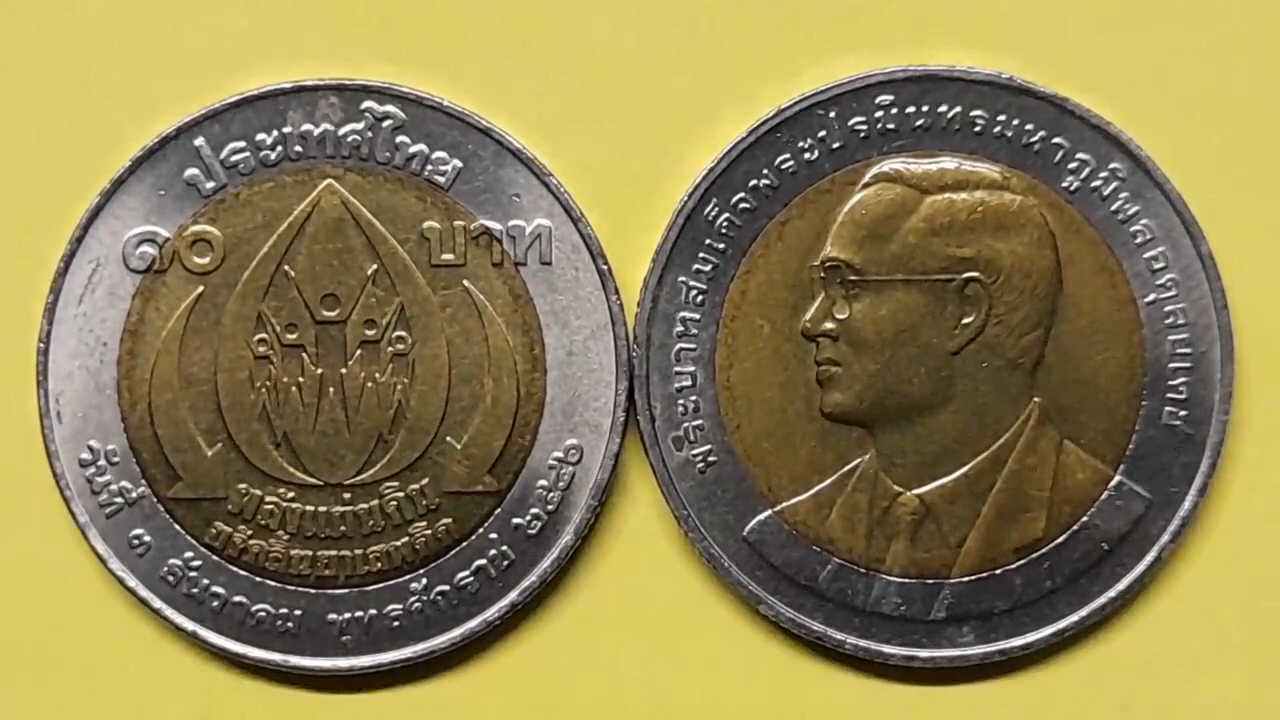 ประเทศไทย
๑๐ บาท
พลังแผ่นดิน
ขจัดสิ้นยาเสพติด
วันที่ ๓ ธันวาคม พุทธศักราช ๒๕๔๖
พระบาทสมเด็จพระปรมินทรมหาภูมิพลอดุลยเดช